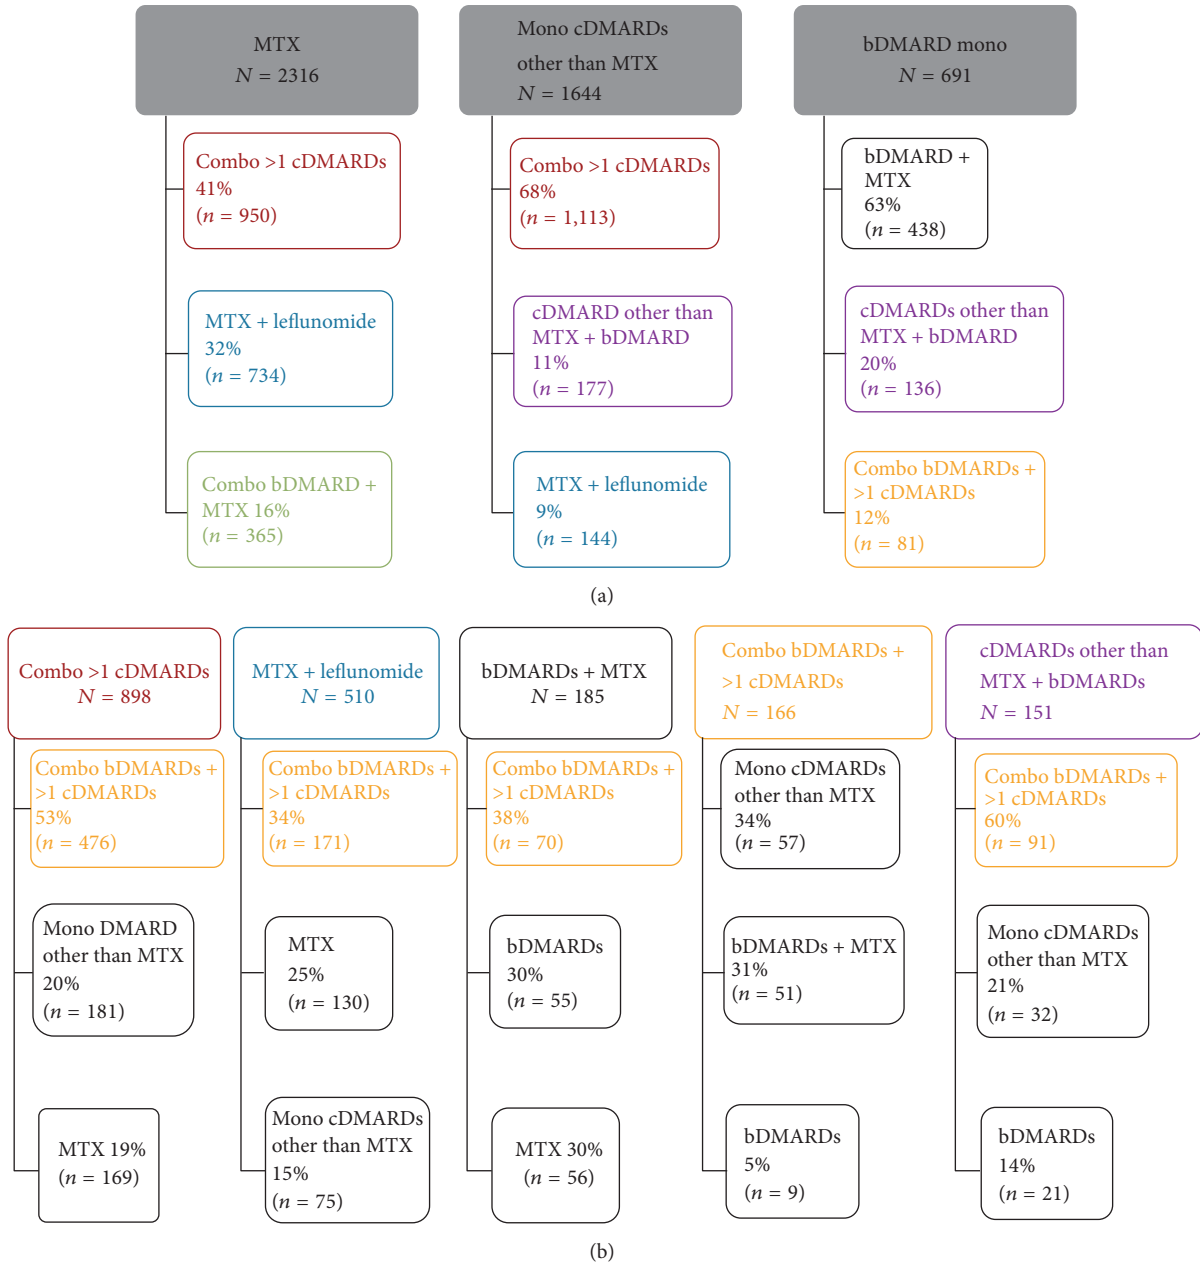 MTX
N = 2316
Mono cDMARDs
other than MTX
N = 1644
bDMARD mono
N = 691
Combo >1 cDMARDs
41%
(n = 950)
Combo >1 cDMARDs
68%
(n = 1,113)
bDMARD +
MTX
63%
(n = 438)
MTX + leflunomide
32%
(n = 734)
cDMARD other than
MTX + bDMARD
11%
(n = 177)
cDMARDs other than
MTX + bDMARD
20%
(n = 136)
Combo bDMARD +
MTX 16%
(n = 365)
MTX + leflunomide
9%
(n = 144)
Combo bDMARDs +
>1 cDMARDs
12%
(n = 81)
(a)
Combo >1 cDMARDs
N = 898
MTX + leflunomide
N = 510
bDMARDs + MTX
N = 185
Combo bDMARDs +
>1 cDMARDs
N = 166
cDMARDs other than
MTX + bDMARDs
N = 151
Combo bDMARDs +
>1 cDMARDs
53%
(n = 476)
Combo bDMARDs +
>1 cDMARDs
34%
(n = 171)
Combo bDMARDs +
>1 cDMARDs
38%
(n = 70)
Mono cDMARDs
other than MTX
34%
(n = 57)
Combo bDMARDs +
>1 cDMARDs
60%
(n = 91)
Mono DMARD
other than MTX
20%
(n = 181)
MTX
25%
(n = 130)
bDMARDs
30%
(n = 55)
bDMARDs + MTX
31%
(n = 51)
Mono cDMARDs
other than MTX
21%
(n = 32)
MTX 19%
(n = 169)
Mono cDMARDs
other than MTX
15%
(n = 75)
MTX 30%
(n = 56)
bDMARDs
5%
(n = 9)
bDMARDs
14%
(n = 21)
(b)